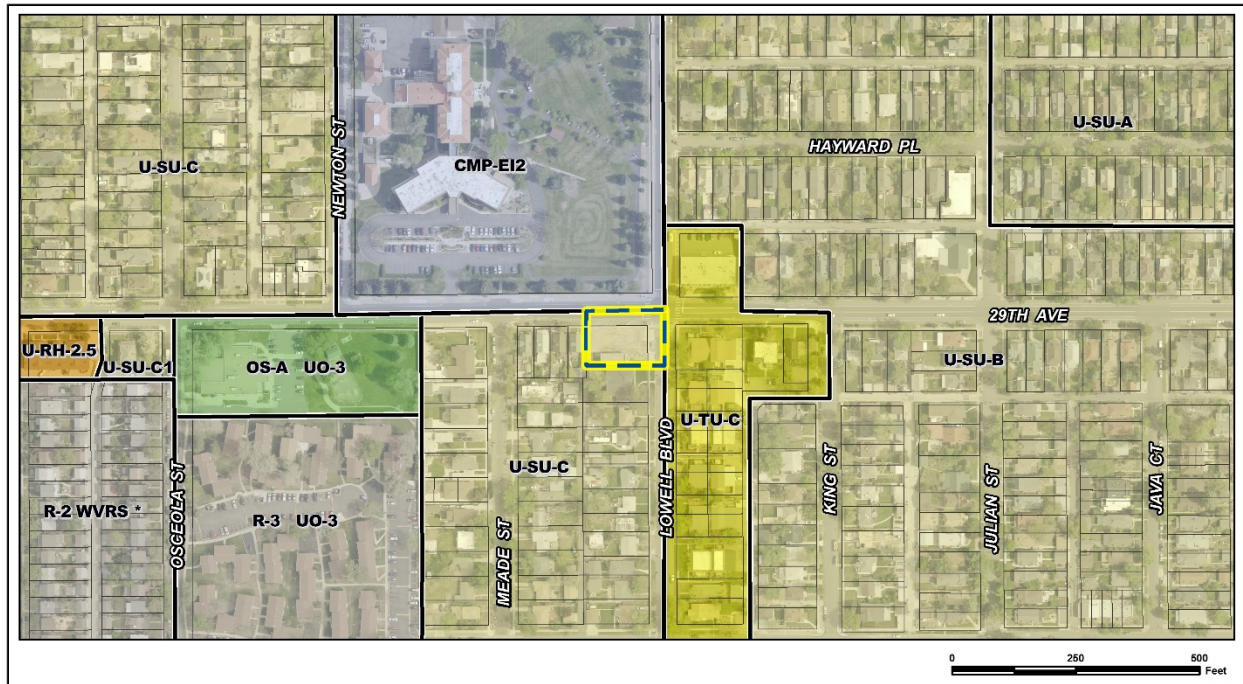 U-SU-A
HAYWARD PL
U-SU-C
NEWTON ST
CMP-EI2
29TH AVE
U-RH-2.5
U-SU-C1
OS-A UO-3
U-SU-B
U-TU-C
U-SU-C
LOWELL BLVD
KING ST
JULIAN ST
JAVA CT
R-2 WVRS *
OSCEOLA ST
R-3 UO-3
MEADE ST
0 250 500
Feet